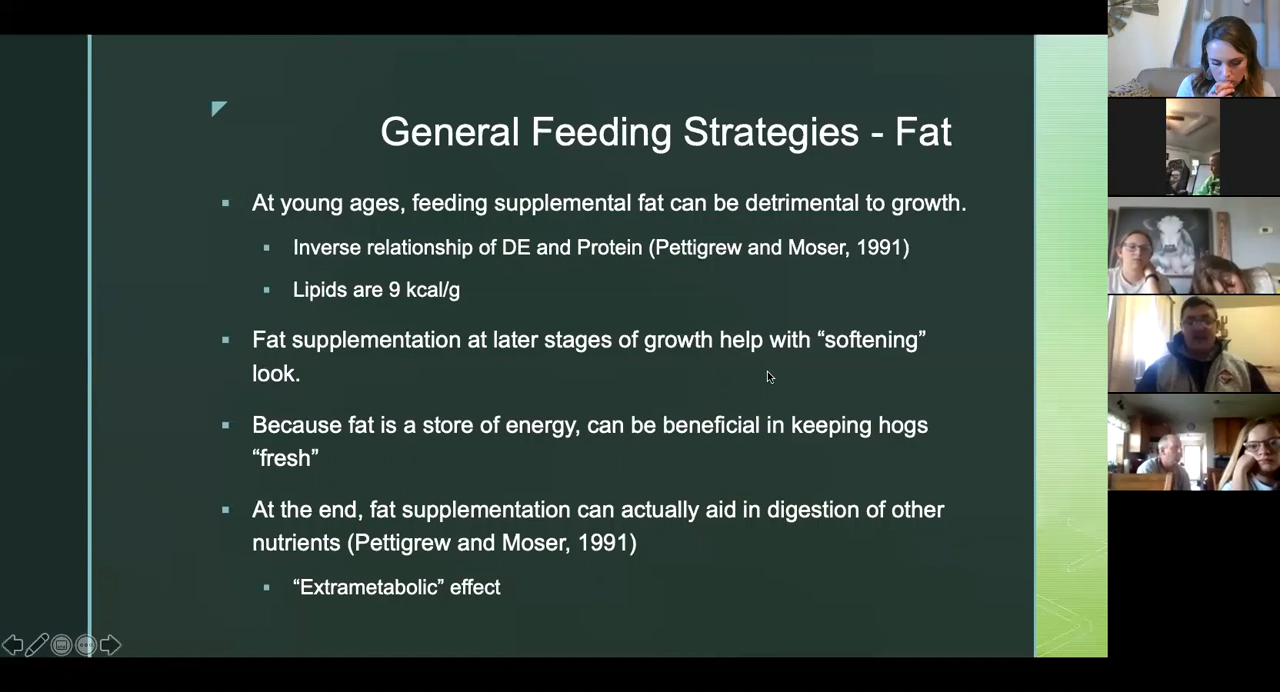 General Feeding Strategies - Fat
At young ages, feeding supplemental fat can be detrimental to growth.
Inverse relationship of DE and Protein (Pettigrew and Moser, 1991)
Lipids are 9 kcal/g
Fat supplementation at later stages of growth help with “softening”
look.
Because fat is a store of energy, can be beneficial in keeping hogs
“fresh”
At the end, fat supplementation can actually aid in digestion of other
nutrients (Pettigrew and Moser, 1991)
“Extrametabolic” effect